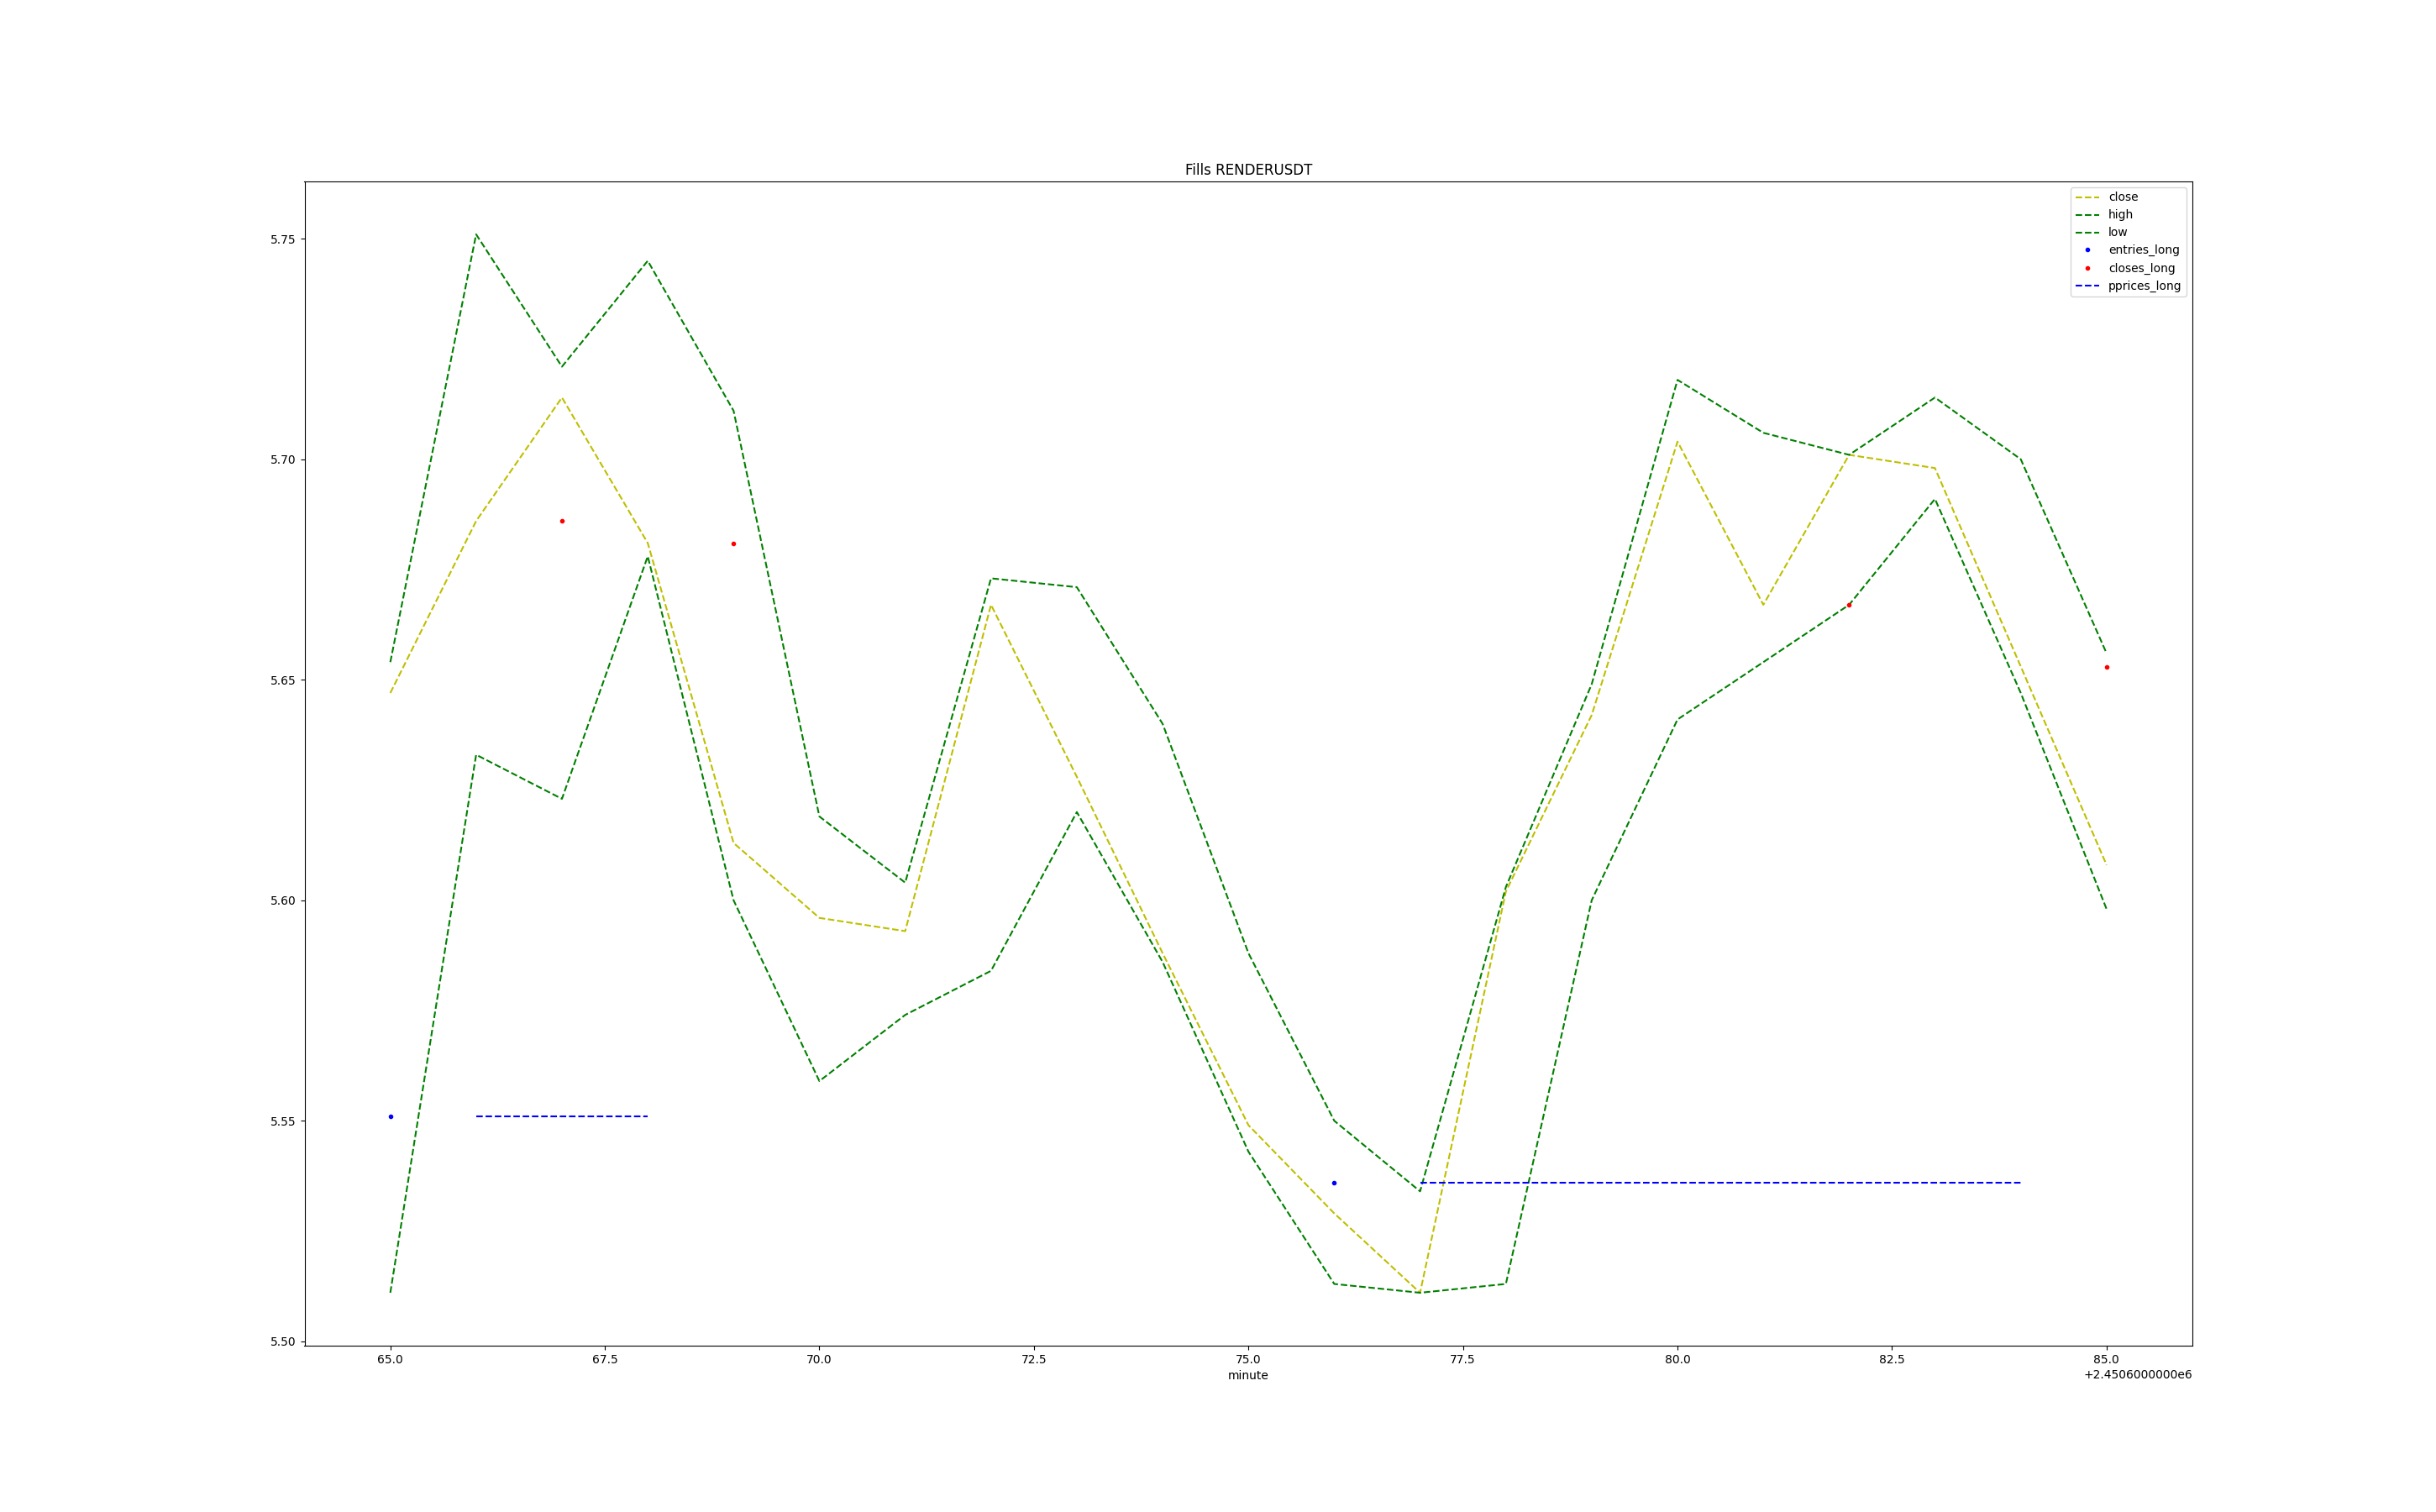 Fills RENDERUSDT
close
high
low
entries_long
closes_long
pprices_long
5.75
5.70
5.65
5.60
5.55
5.50
65.0 67.5 70.0 72.5 75.0 77.5 80.0 82.5 85.0
minute
+2.4506000000e6